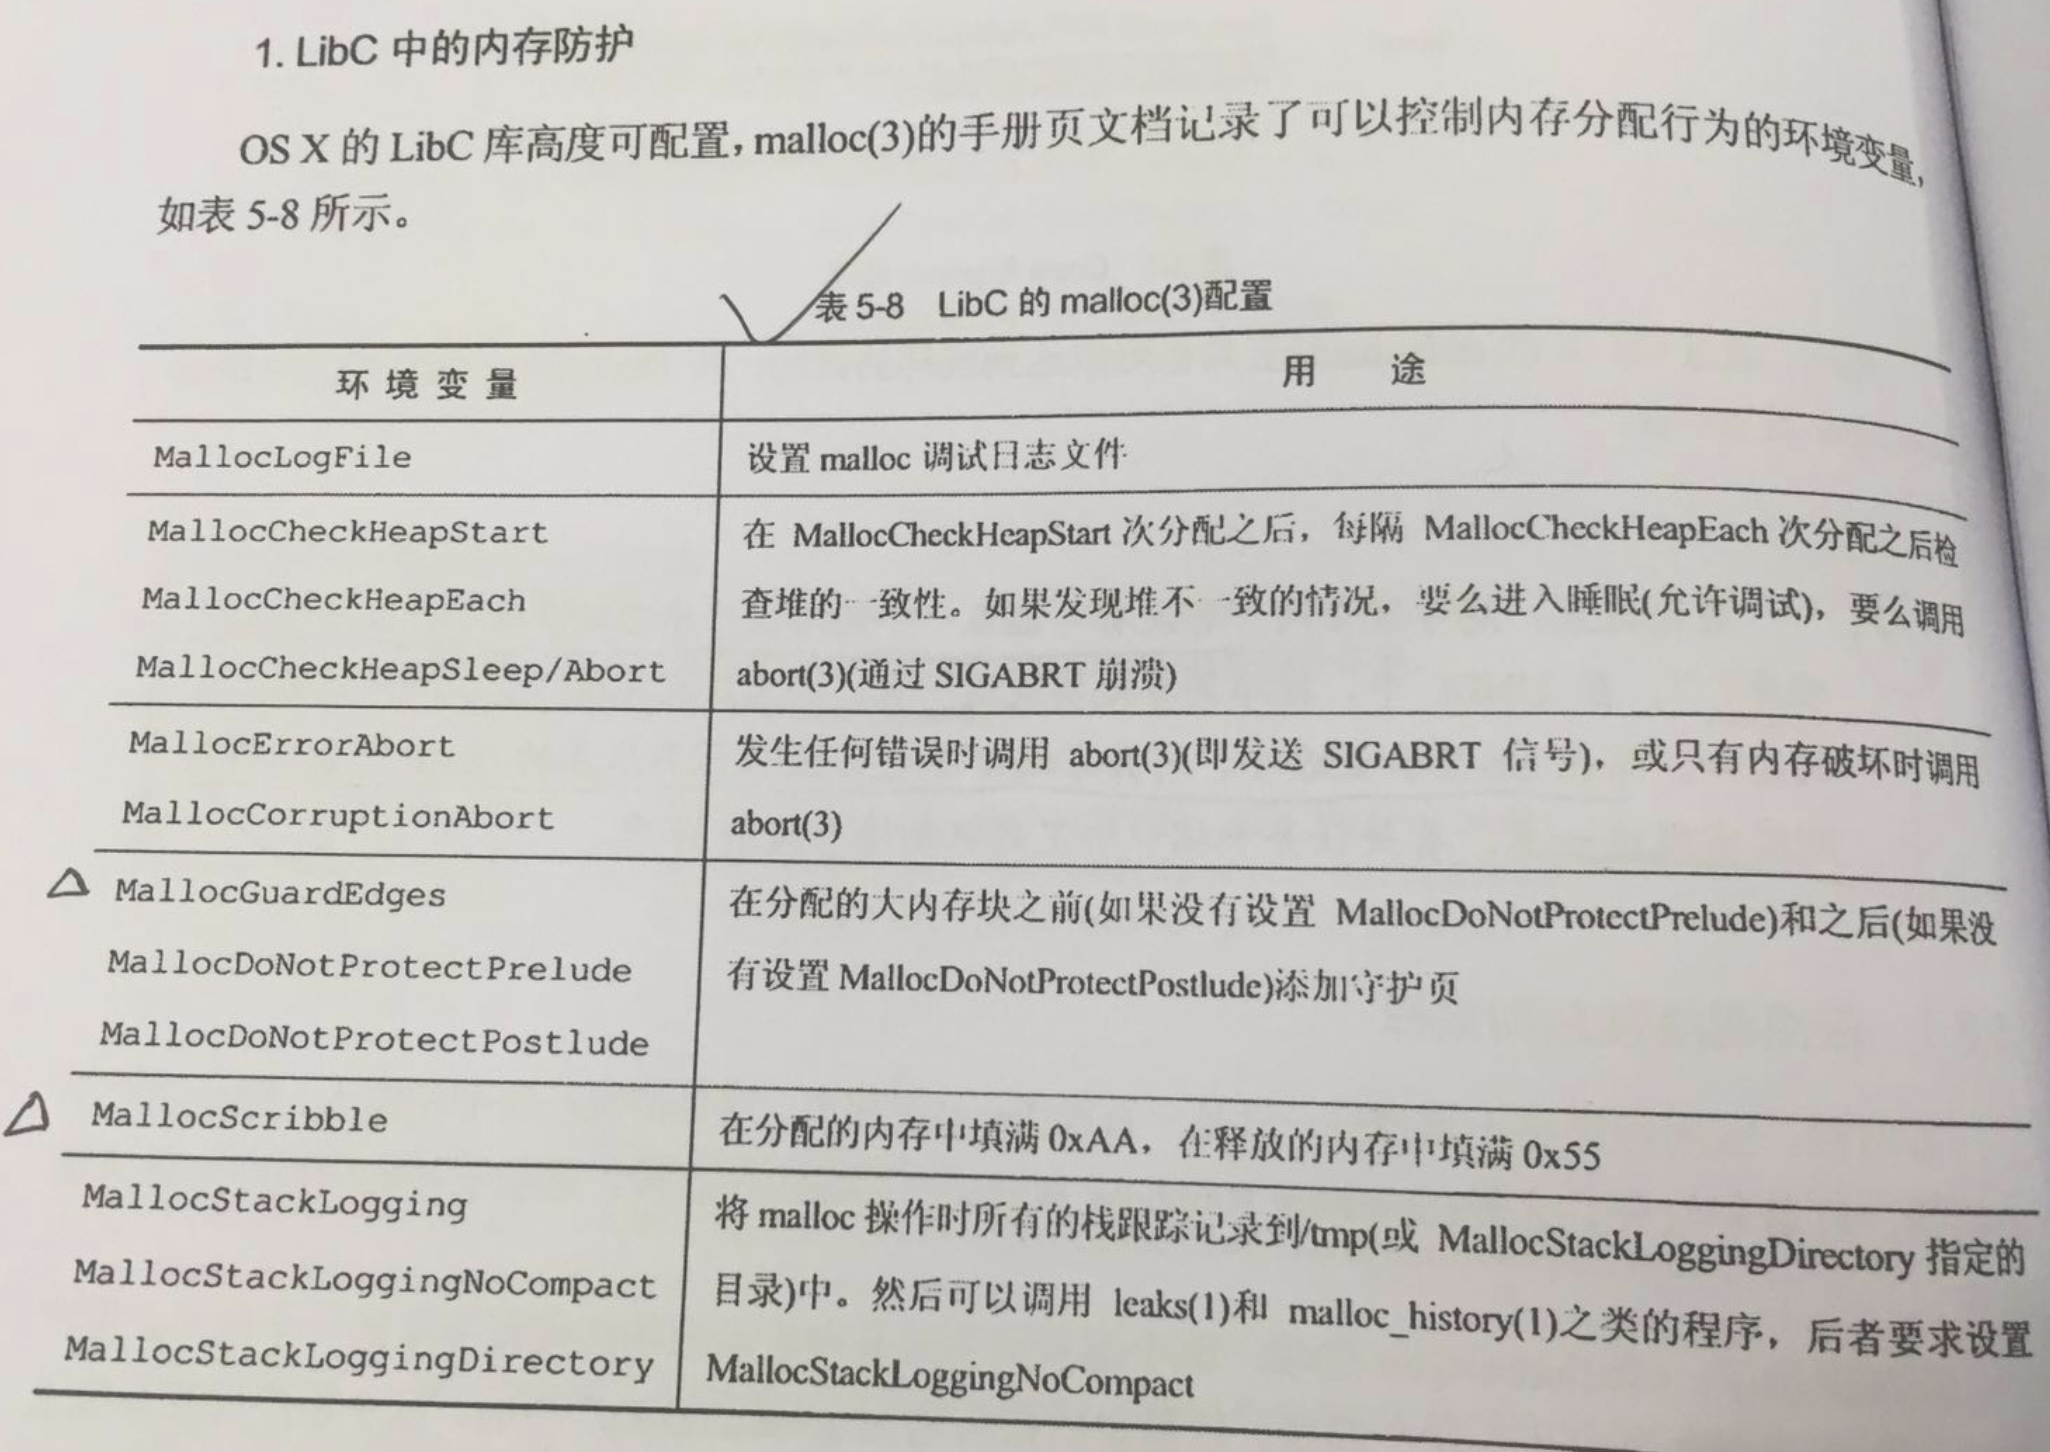 1. LibC 中的内存防护
OS X 的 LibC 库高度可配置，malloc(3)的手册页文档记录了可以控制内存分配行为的环境变量，
如表 5-8 所示。
表 5-8 LibC 的 malloc(3)配置
环境变量 用途
MallocLogFile 设置 malloc 调试日志文件
MallocCheckHeapStart 在 MallocCheckHeapStart 次分配之后，每隔 MallocCheckHeapEach 次分配之后检
MallocCheckHeapEach 查堆的一致性。如果发现堆不一致的情况，要么进入睡眠(允许调试)，要么调用
MallocCheckHeapSleep/Abort abort(3)(通过 SIGABRT 崩溃)
MallocErrorAbort 发生任何错误时调用 abort(3)(即发送 SIGABRT 信号)，或只有内存破坏时调用
MallocCorruptionAbort abort(3)
MallocGuardEdges 在分配的大内存块之前(如果没有设置 MallocDoNotProtectPrelude)和之后(如果没
MallocDoNotProtectPrelude 有设置 MallocDoNotProtectPostlude)添加守护页
MallocDoNotProtectPostlude
MallocScribble 在分配的内存中填满 0xAA，在释放的内存中填满 0x55
MallocStackLogging 将 malloc 操作时所有的栈跟踪记录到/tmp(或 MallocStackLoggingDirectory 指定的
MallocStackLoggingNoCompact 目录)中。然后可以调用 leaks(1)和 malloc_history(1)之类的程序，后者要求设置
MallocStackLoggingDirectory MallocStackLoggingNoCompact